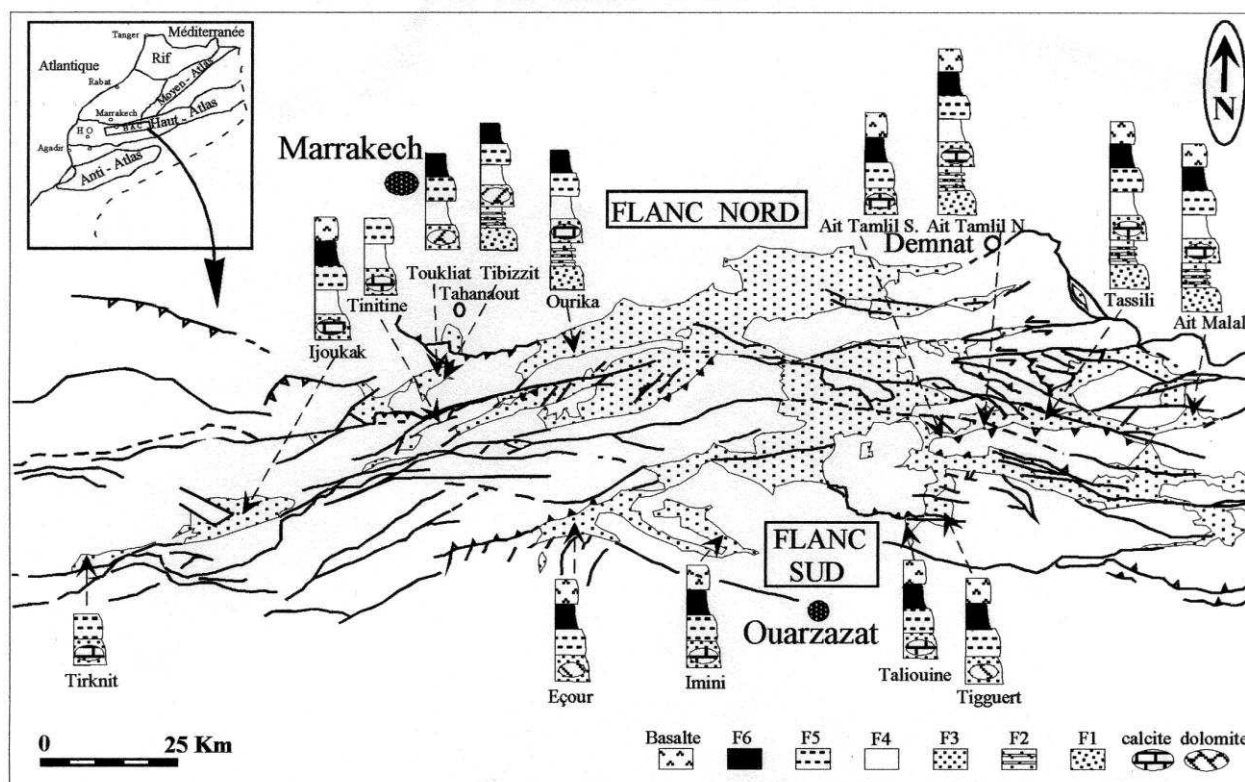 Tanger
Méditerranée
Rif
Atlantique
Rabat
Moyen-Atlas
Marrakech
H O
H A C
Haut-Atlas
Agadir
Anti-Atlas
N
Marrakech
FLANC NORD
Ait Tamlil S. Ait Tamlil N
Demnat
Toukliat Tibizzit
Tahanaout
Ourika
Tinitine
Ijoukak
Tassili
Ait Malal
FLANC
SUD
Ouarzazat
Tirknit
Eçour
Imini
Taliouine
Tigguert
0 25 Km
Basalte F6 F5 F4 F3 F2 F1 calcite dolomite